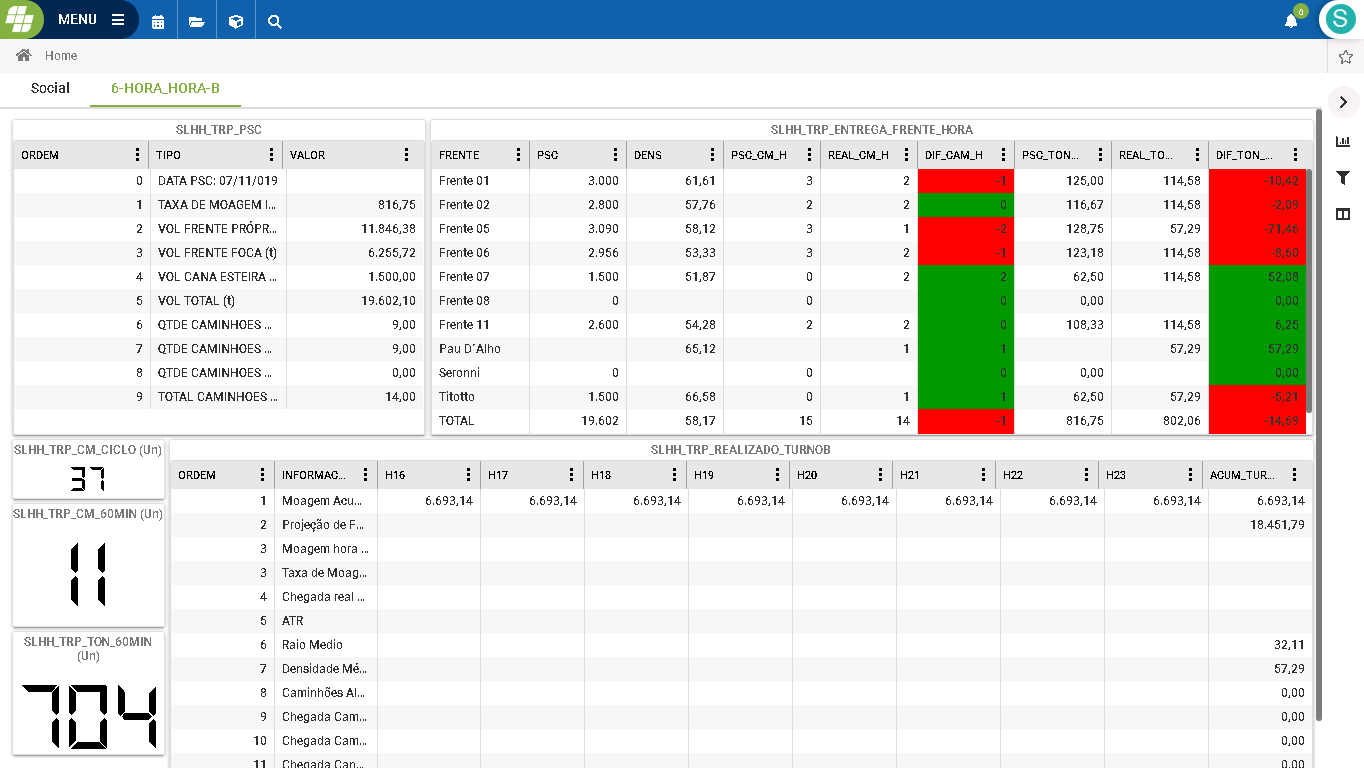 MENU
0
S
Home
Social 6-HORA_HORA-B
SLHH_TRP_PSC
ORDEM TIPO VALOR
0 DATA PSC: 07/11/019
1 TAXA DE MOAGEM I... 816,75
2 VOL FRENTE PRÓPR... 11.846,38
3 VOL FRENTE FOCA (t) 6.255,72
4 VOL CANA ESTEIRA ... 1.500,00
5 VOL TOTAL (t) 19.602,10
6 QTDE CAMINHOES ... 9,00
7 QTDE CAMINHOES ... 9,00
8 QTDE CAMINHOES ... 0,00
9 TOTAL CAMINHOES ... 14,00
SLHH_TRP_ENTREGA_FRENTE_HORA
FRENTE PSC DENS PSC_CM_H REAL_CM_H DIF_CAM_H PSC_TON... REAL_TO... DIF_TON_...
Frente 01 3.000 61,61 3 2 -1 125,00 114,58 -10,42
Frente 02 2.800 57,76 2 2 0 116,67 114,58 -2,09
Frente 05 3.090 58,12 3 1 -2 128,75 57,29 -71,46
Frente 06 2.956 53,33 3 2 -1 123,18 114,58 -8,60
Frente 07 1.500 51,87 0 2 2 62,50 114,58 52,08
Frente 08 0 0 0 0,00 0,00
Frente 11 2.600 54,28 2 2 0 108,33 114,58 6,25
Pau D´Alho 65,12 1 1 57,29 57,29
Seronni 0 0 0 0,00 0,00
Titotto 1.500 66,58 0 1 1 62,50 57,29 -5,21
TOTAL 19.602 58,17 15 14 -1 816,75 802,06 -14,69
SLHH_TRP_CM_CICLO (Un)
37
SLHH_TRP_CM_60MIN (Un)
11
SLHH_TRP_TON_60MIN
(Un)
704
SLHH_TRP_REALIZADO_TURNOB
ORDEM INFORMAC... H16 H17 H18 H19 H20 H21 H22 H23 ACUM_TUR...
1 Moagem Acu... 6.693,14 6.693,14 6.693,14 6.693,14 6.693,14 6.693,14 6.693,14 6.693,14 6.693,14
2 Projeção de F... 18.451,79
3 Moagem hora ...
3 Taxa de Moag...
4 Chegada real ...
5 ATR
6 Raio Medio 32,11
7 Densidade Mé... 57,29
8 Caminhões Al... 0,00
9 Chegada Cam... 0,00
10 Chegada Cam... 0,00
11 Chegada Can... 0,00